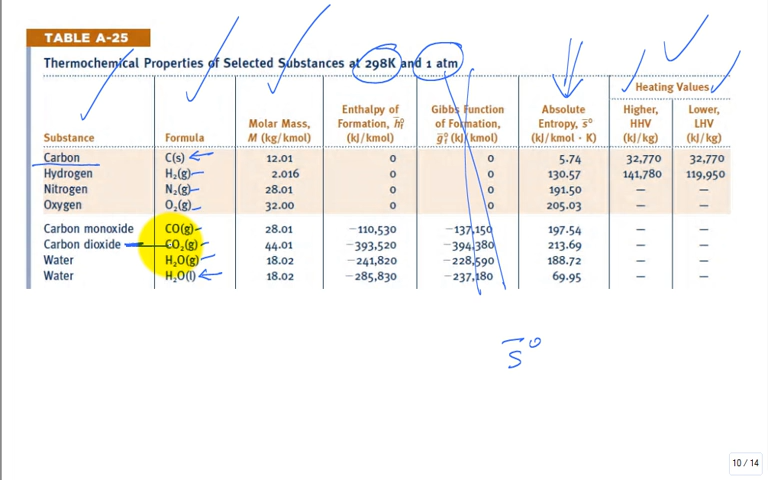 TABLE A-25
Thermochemical Properties of Selected Substances at 298K and 1 atm
Heating Values
Substance Formula Molar Mass, M (kg/kmol) Enthalpy of Formation, h̄f° (kJ/kmol) Gibbs Function of Formation, ḡf° (kJ/kmol) Absolute Entropy, s̄° (kJ/kmol · K) Higher, HHV (kJ/kg) Lower, LHV (kJ/kg)
Carbon C(s) 12.01 0 0 5.74 32,770 32,770
Hydrogen H₂(g) 2.016 0 0 130.57 141,780 119,950
Nitrogen N₂(g) 28.01 0 0 191.50 — —
Oxygen O₂(g) 32.00 0 0 205.03 — —
Carbon monoxide CO(g) 28.01 −110,530 −137,150 197.54 — —
Carbon dioxide CO₂(g) 44.01 −393,520 −394,380 213.69 — —
Water H₂O(g) 18.02 −241,820 −228,590 188.72 — —
Water H₂O(l) 18.02 −285,830 −237,180 69.95 — —
s̄°
10 / 14